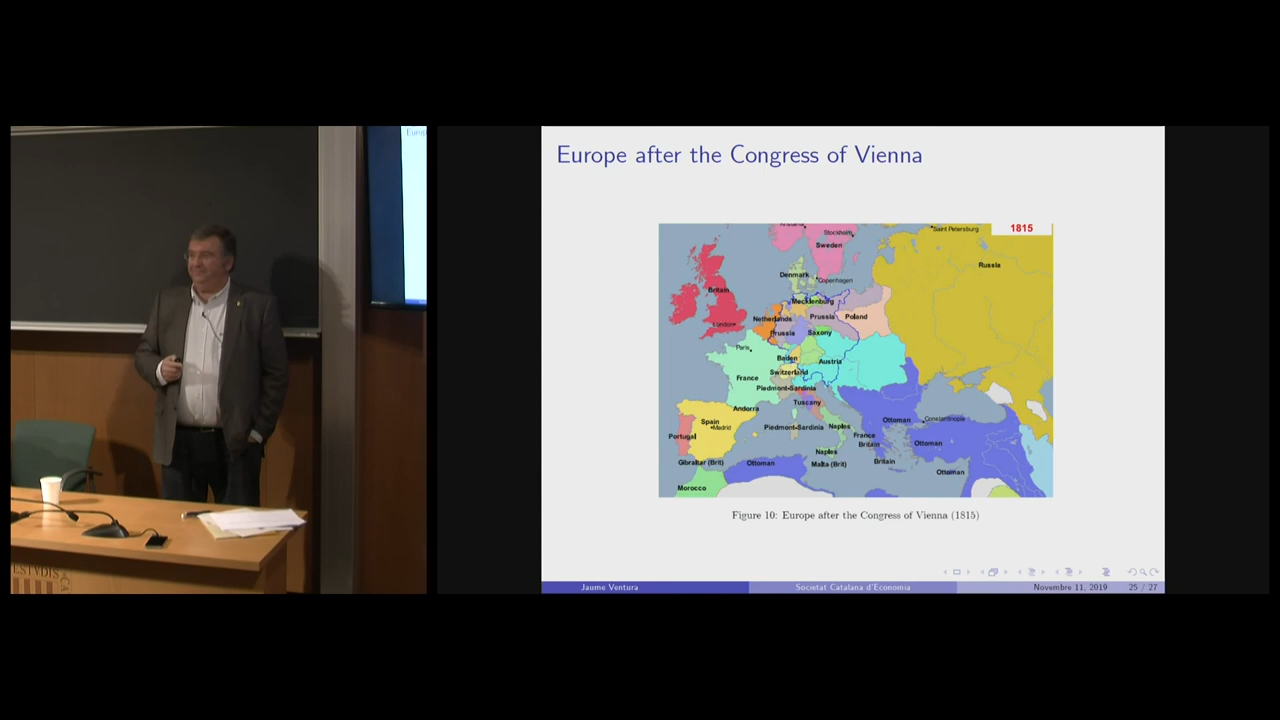 Europ
ESTVDIS
CA
Europe after the Congress of Vienna
1815
Stockholm
Saint Petersburg
Sweden
Russia
Denmark
Copenhagen
Britain
Mecklenburg
London
Netherlands
Prussia
Poland
Prussia
Saxony
Paris
Baden
Austria
Switzerland
France
Piedmont-Sardinia
Tuscany
Andorra
Spain
Madrid
Portugal
Piedmont-Sardinia
Naples
Ottoman
Constantinople
France
Britain
Ottoman
Naples
Gibraltar (Brit)
Ottoman
Malta (Brit)
Britain
Ottoman
Morocco
Figure 10: Europe after the Congress of Vienna (1815)
Jaume Ventura
Societat Catalana d'Economia
Novembre 11, 2019
25 / 27